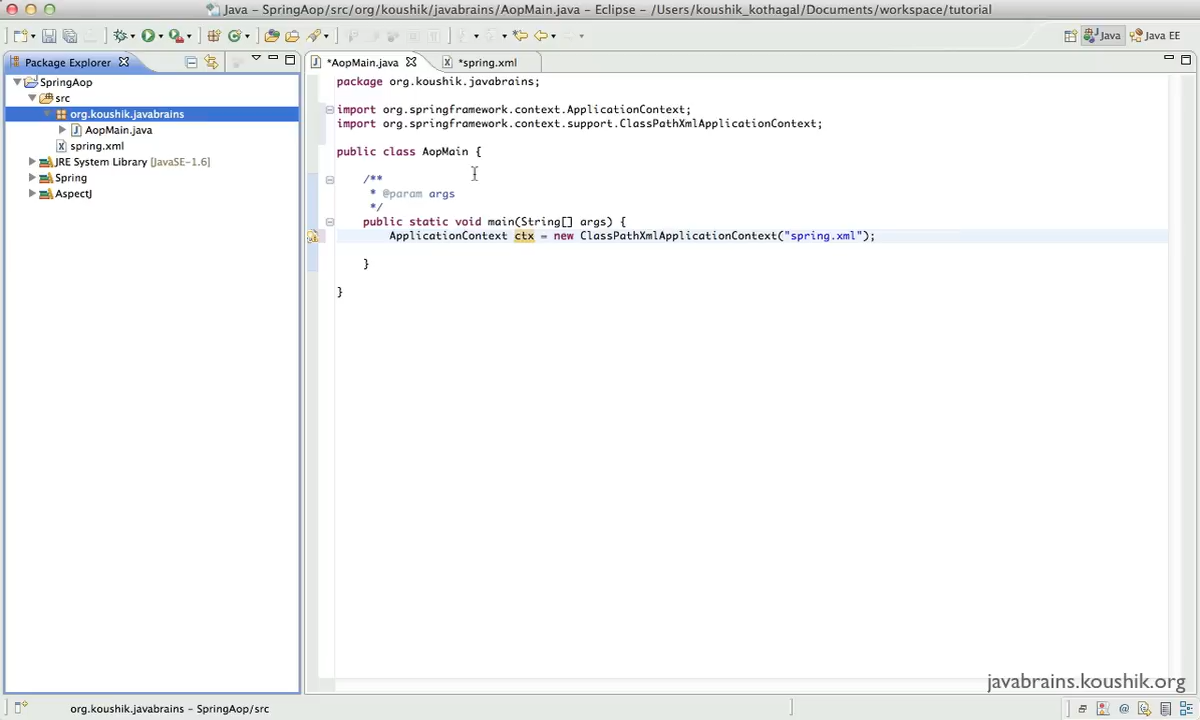 Java - SpringAop/src/org/koushik/javabrains/AopMain.java - Eclipse - /Users/koushik_kothagal/Documents/workspace/tutorial
Java
Java EE
Package Explorer
*AopMain.java
*spring.xml
SpringAop
src
org.koushik.javabrains
AopMain.java
spring.xml
JRE System Library [JavaSE-1.6]
Spring
AspectJ
package org.koushik.javabrains;
import org.springframework.context.ApplicationContext;
import org.springframework.context.support.ClassPathXmlApplicationContext;
public class AopMain {
/**
* @param args
*/
public static void main(String[] args) {
ApplicationContext ctx = new ClassPathXmlApplicationContext("spring.xml");
}
}
javabrains.koushik.org
org.koushik.javabrains - SpringAop/src